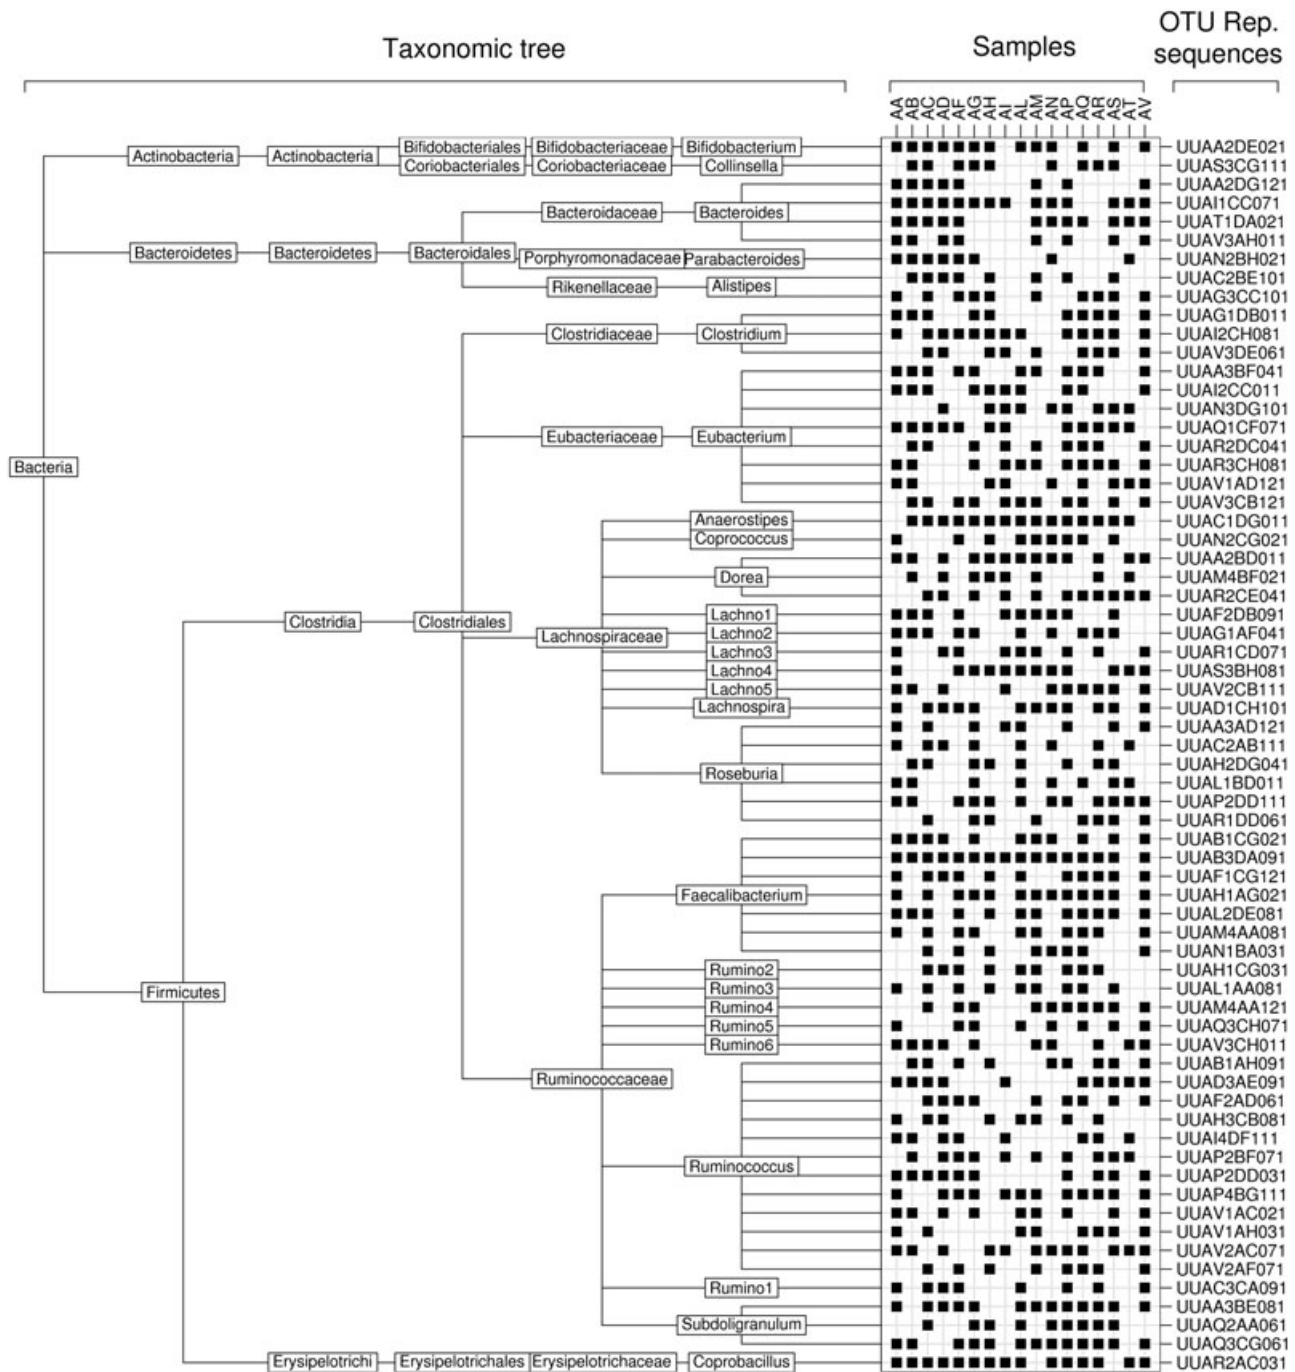 Taxonomic tree
Samples
OTU Rep.
sequences
AA AB AC AD AF AG AH AI AL AM AN AP AQ AR AS AT AV
Bifidobacteriales Bifidobacteriaceae Bifidobacterium UUAA2DE021
Actinobacteria Actinobacteria
Coriobacteriales Coriobacteriaceae Collinsella UUAS3CG111
UUAA2DG121
UUAI1CC071
Bacteroidaceae Bacteroides
UUAT1DA021
UUAV3AH011
Bacteroidetes Bacteroidetes Bacteroidales
Porphyromonadaceae Parabacteroides UUAN2BH021
UUAC2BE101
Rikenellaceae Alistipes
UUAG3CC101
UUAG1DB011
Clostridiaceae Clostridium UUAI2CH081
UUAV3DE061
UUAA3BF041
UUAI2CC011
UUAN3DG101
UUAQ1CF071
Eubacteriaceae Eubacterium
UUAR2DC041
UUAR3CH081
Bacteria
UUAV1AD121
UUAV3CB121
Anaerostipes UUAC1DG011
Coprococcus UUAN2CG021
UUAA2BD011
Dorea UUAM4BF021
UUAR2CE041
Lachno1 UUAF2DB091
Clostridia Clostridiales
Lachnospiraceae Lachno2 UUAG1AF041
Lachno3 UUAR1CD071
Lachno4 UUAS3BH081
Lachno5 UUAV2CB111
Lachnospira UUAD1CH101
UUAA3AD121
UUAC2AB111
UUAH2DG041
Roseburia
UUAL1BD011
UUAP2DD111
UUAR1DD061
UUAB1CG021
UUAB3DA091
UUAF1CG121
Faecalibacterium UUAH1AG021
UUAL2DE081
UUAM4AA081
UUAN1BA031
Rumino2 UUAH1CG031
Firmicutes Rumino3 UUAL1AA081
Rumino4 UUAM4AA121
Rumino5 UUAQ3CH071
Rumino6 UUAV3CH011
UUAB1AH091
Ruminococcaceae UUAD3AE091
UUAF2AD061
UUAH3CB081
UUAI4DF111
UUAP2BF071
Ruminococcus
UUAP2DD031
UUAP4BG111
UUAV1AC021
UUAV1AH031
UUAV2AC071
UUAV2AF071
Rumino1 UUAC3CA091
UUAA3BE081
Subdoligranulum UUAQ2AA061
UUAQ3CG061
Erysipelotrichi Erysipelotrichales Erysipelotrichaceae Coprobacillus UUAR2AC031